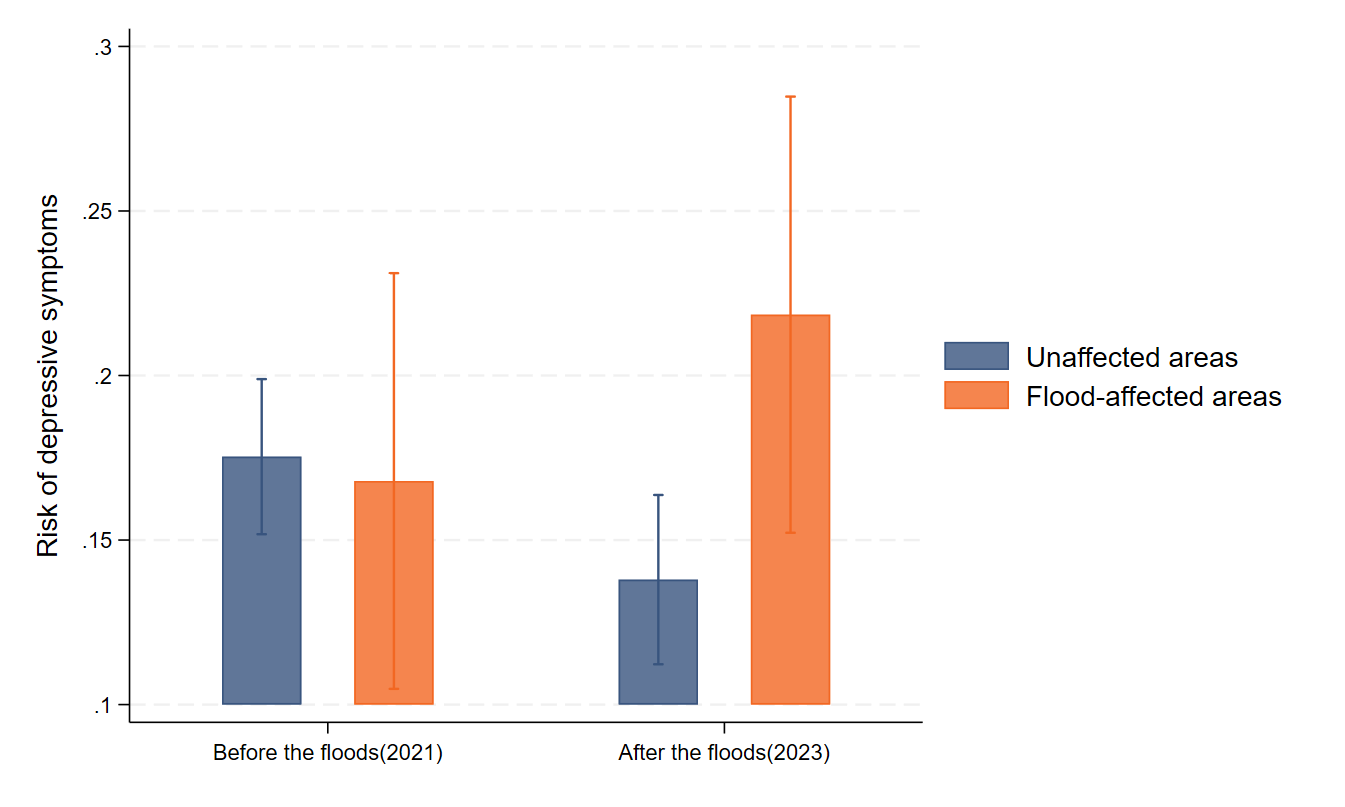 Risk of depressive symptoms
.3
.25
.2
.15
.1
Before the floods(2021)
After the floods(2023)
Unaffected areas
Flood-affected areas